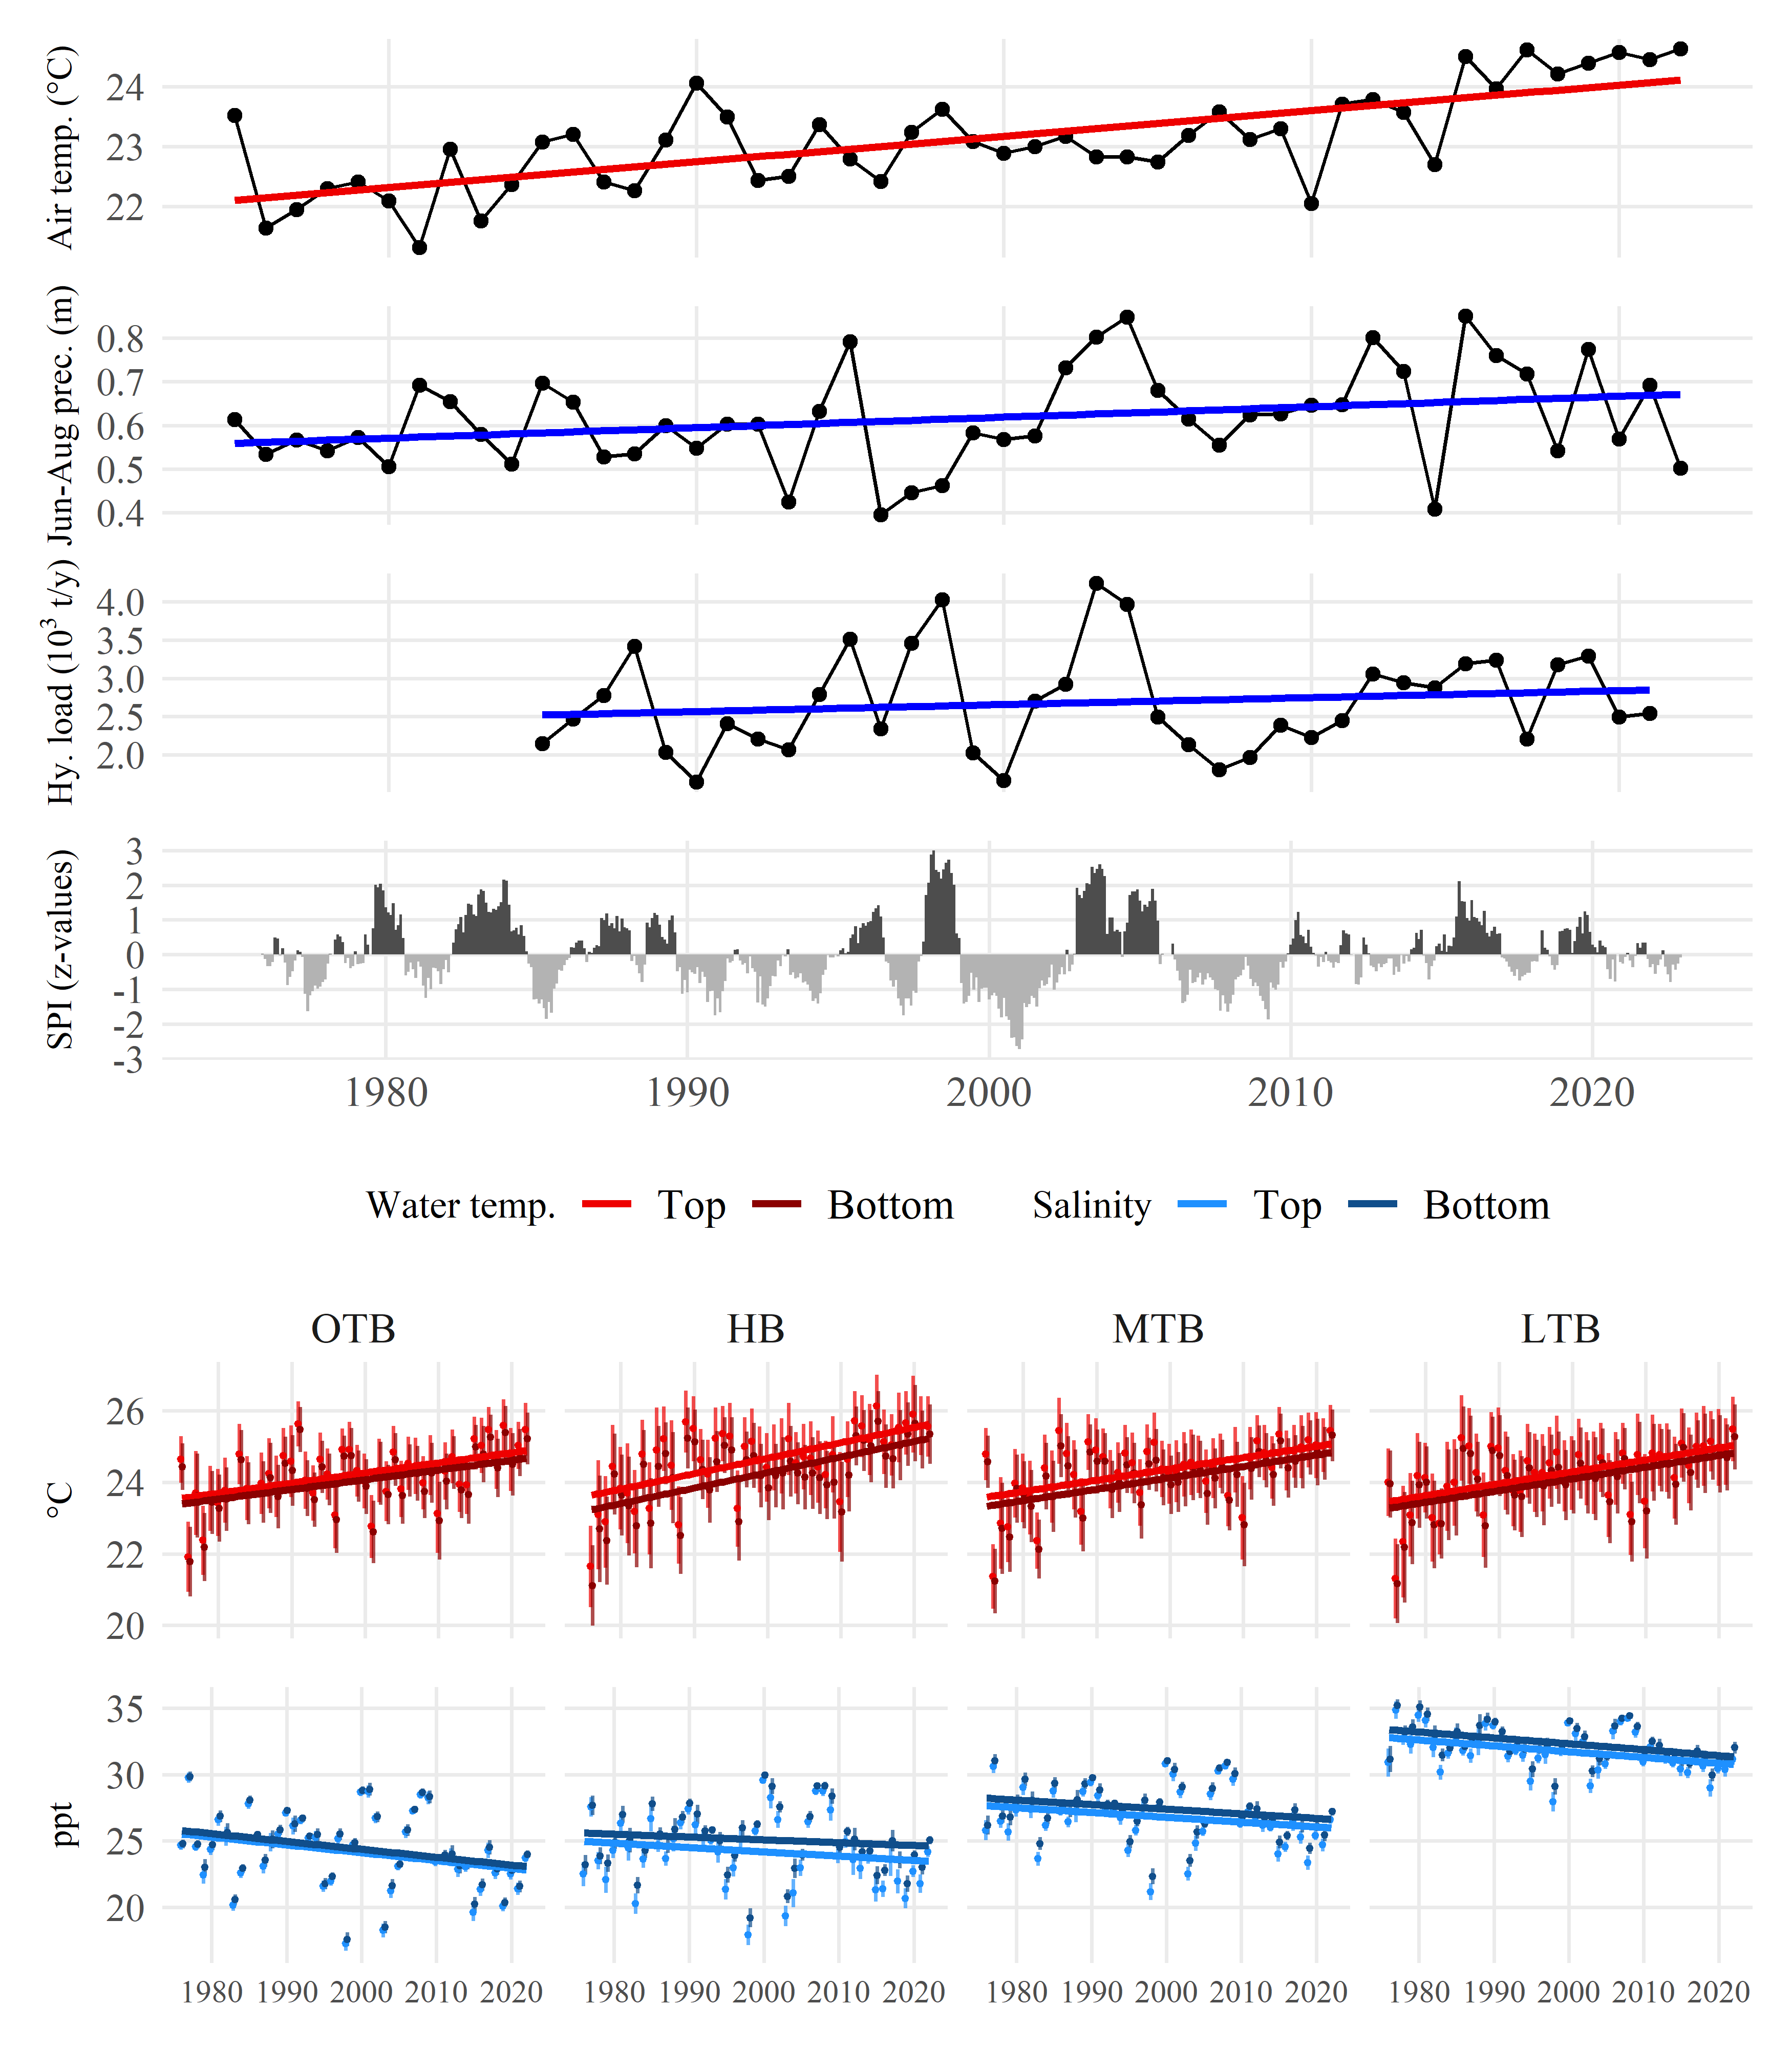 Air temp. (°C)
24
23
22
Jun-Aug prec. (m)
0.8
0.7
0.6
0.5
0.4
Hy. load (10³ t/y)
4.0
3.5
3.0
2.5
2.0
SPI (z-values)
3
2
1
0
-1
-2
-3
1980 1990 2000 2010 2020
Water temp. Top Bottom Salinity Top Bottom
OTB HB MTB LTB
°C
26
24
22
20
ppt
35
30
25
20
1980 1990 2000 2010 2020 1980 1990 2000 2010 2020 1980 1990 2000 2010 2020 1980 1990 2000 2010 2020